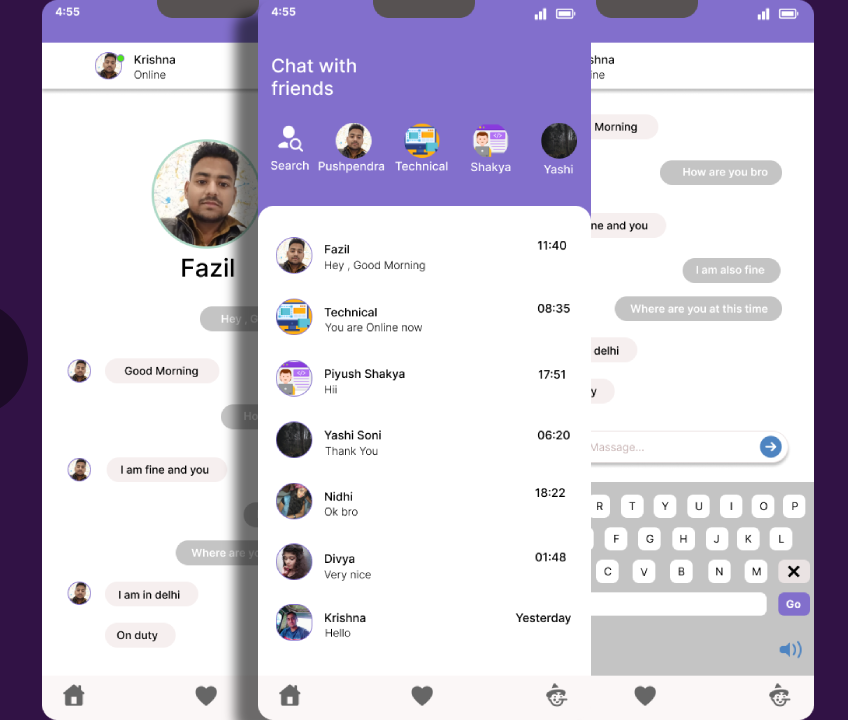 4:55
Krishna
Online
Fazil
Hey , G
Good Morning
Ho
I am fine and you
Where are yo
I am in delhi
On duty
4:55
Chat with
friends
Search
Pushpendra
Technical
Shakya
Yashi
Fazil
11:40
Hey , Good Morning
Technical
08:35
You are Online now
Piyush Shakya
17:51
Hii
Yashi Soni
06:20
Thank You
Nidhi
18:22
Ok bro
Divya
01:48
Very nice
Krishna
Yesterday
Hello
shna
ine
Morning
How are you bro
ne and you
I am also fine
Where are you at this time
delhi
y
Massage...
R T Y U I O P
F G H J K L
C V B N M
Go